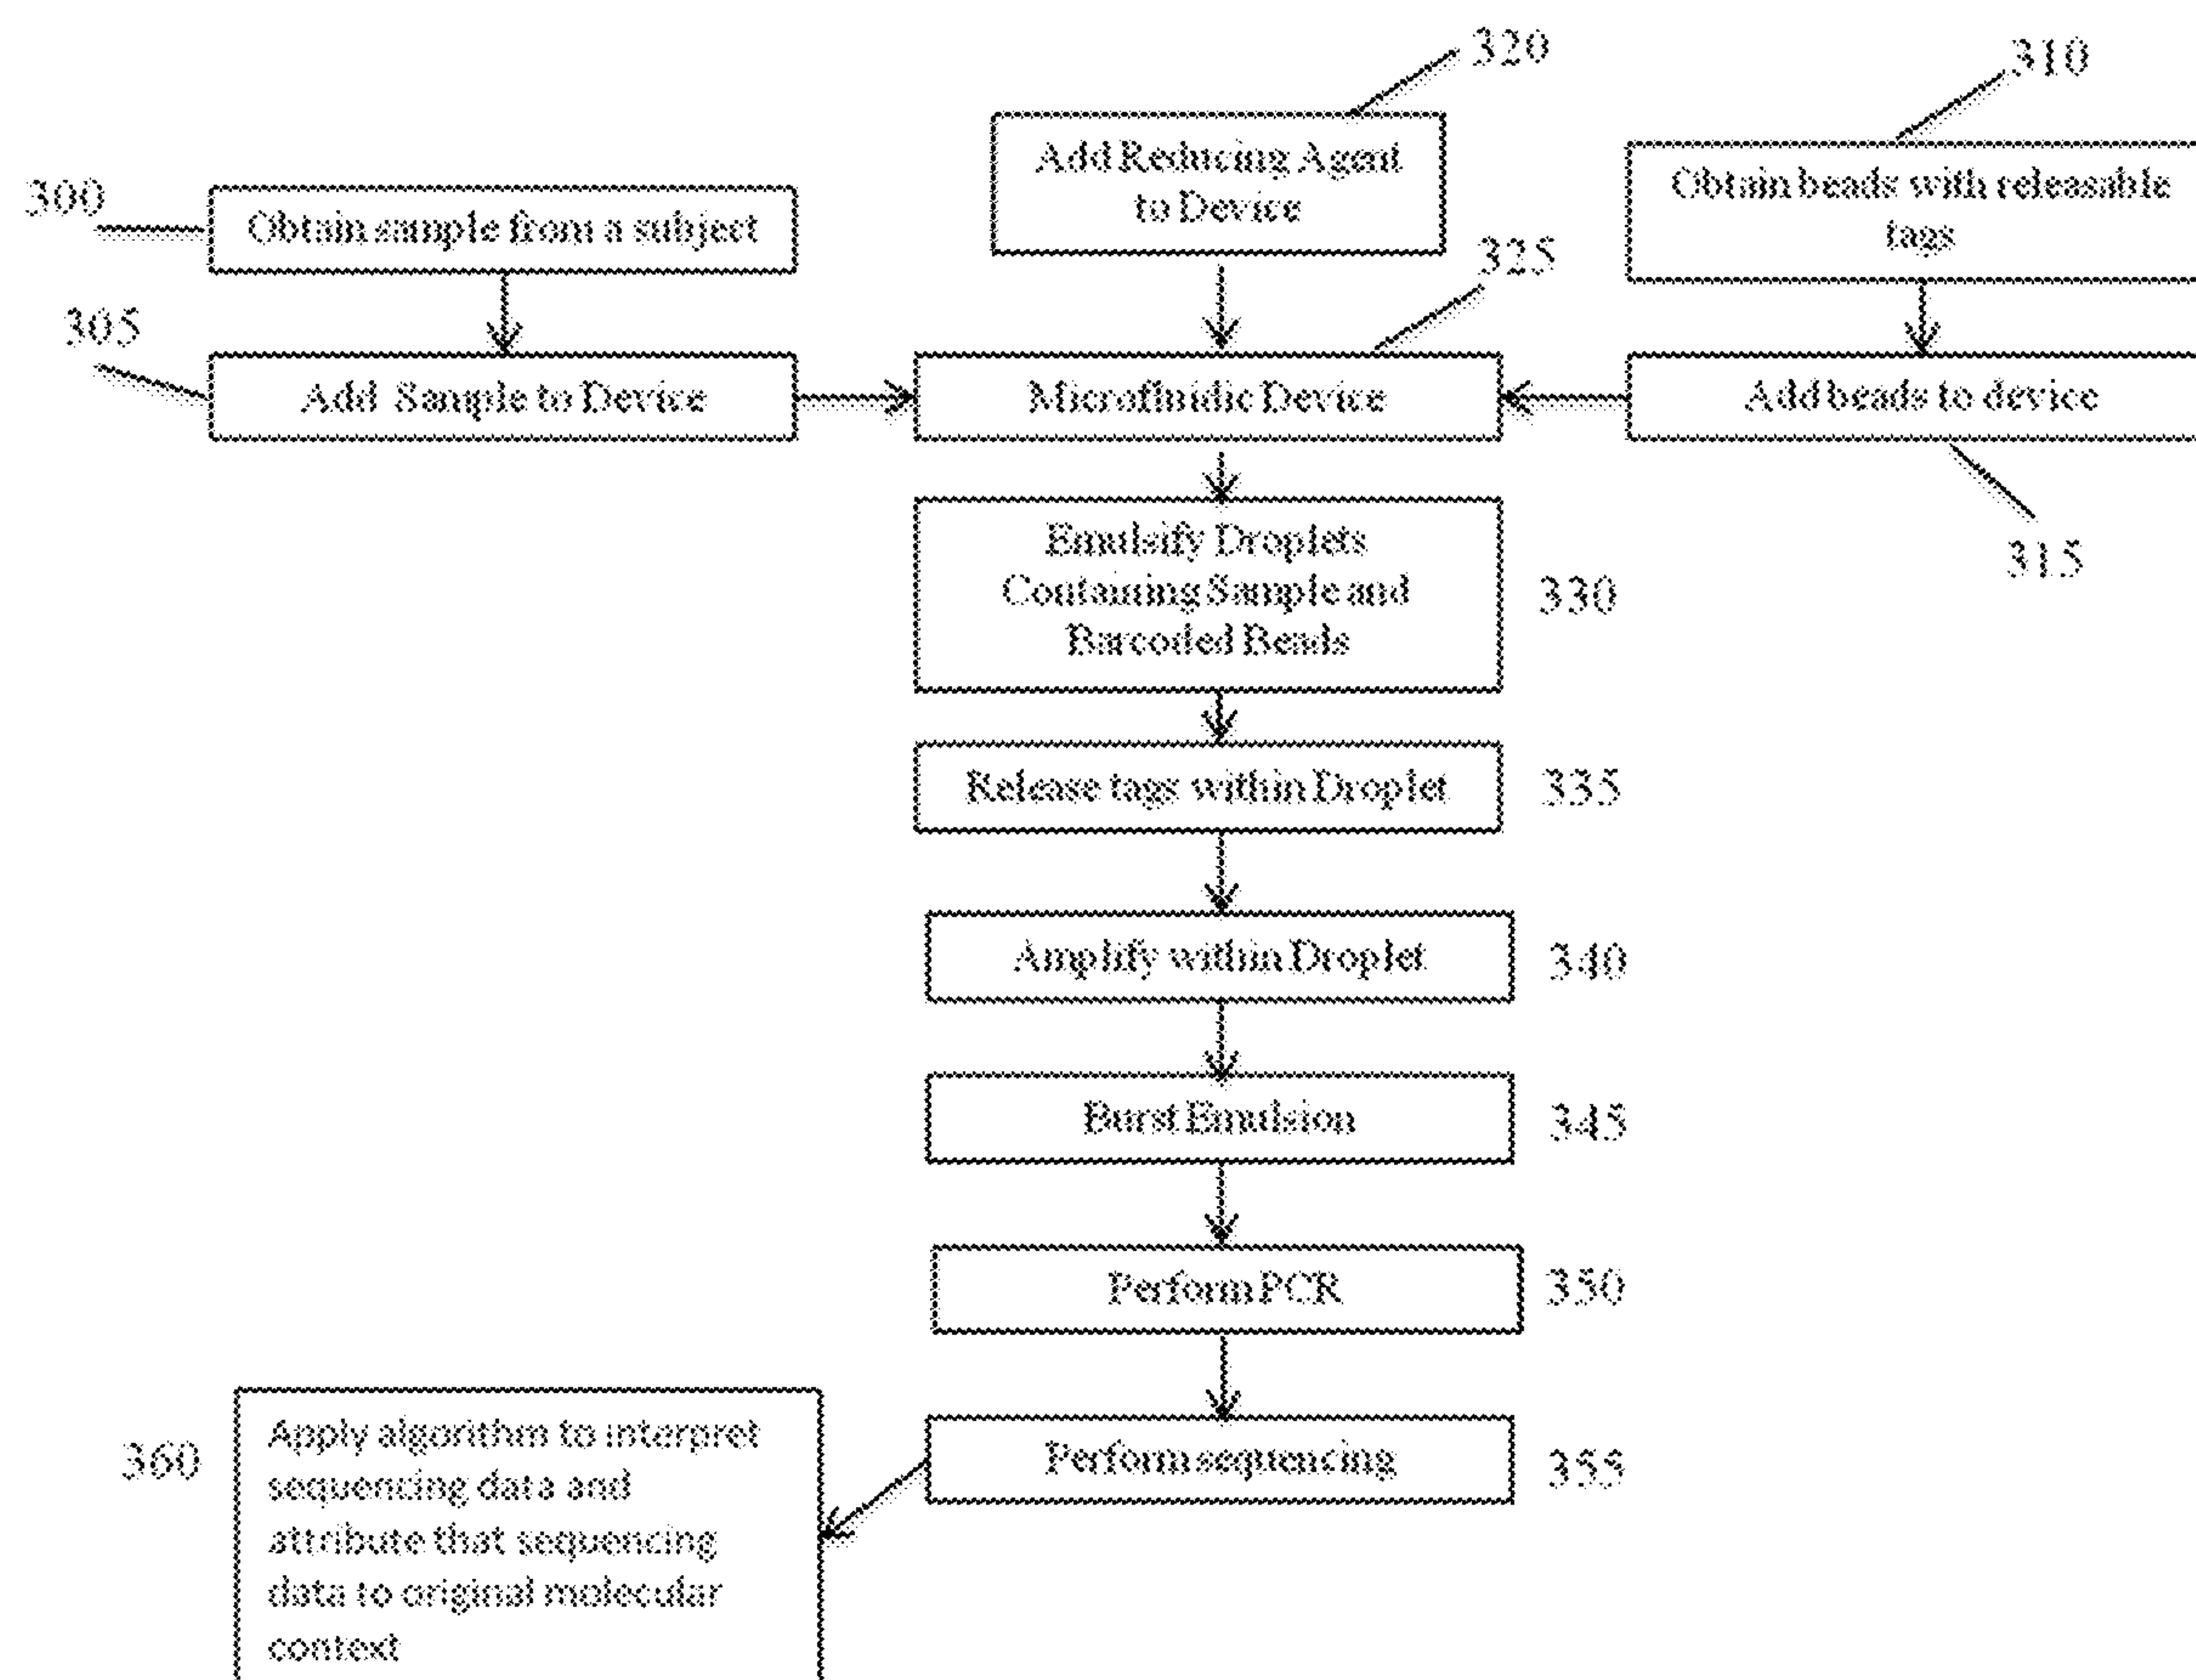 320
310
Add Reducing Agent
to Device
Obtain beads with releasable
tags
300
Obtain sample from a subject
325
305
Add Sample to Device
Microfluidic Device
Add beads to device
315
Emulsify Droplets
Containing Sample and
Barcoded Beads
330
Release tags within Droplet
335
Amplify within Droplet
340
Burst Emulsion
345
Perform PCR
350
Perform sequencing
355
360
Apply algorithm to interpret
sequencing data and
attribute that sequencing
data to original molecular
context